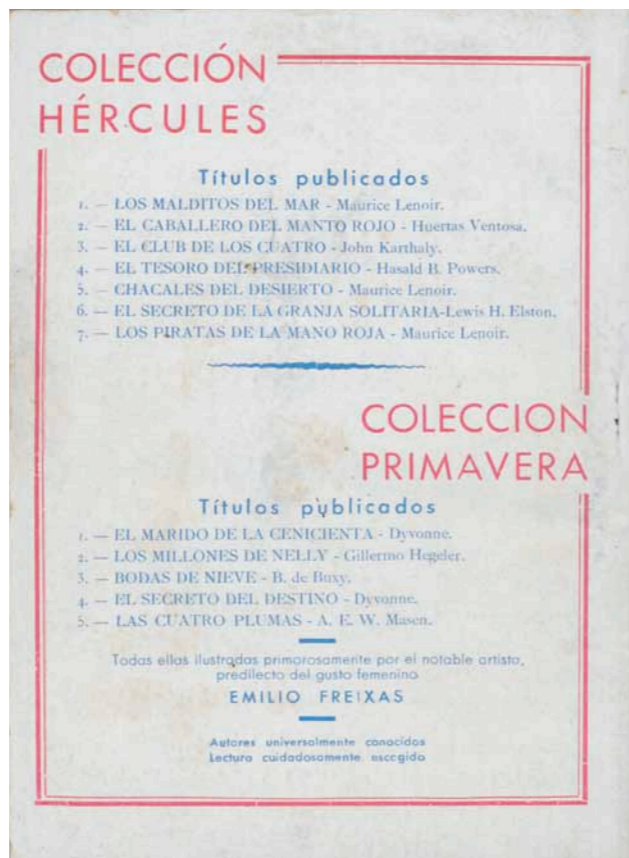 COLECCIÓN
HÉRCULES
Títulos publicados
1. — LOS MALDITOS DEL MAR - Maurice Lenoir.
2. — EL CABALLERO DEL MANTO ROJO - Huertas Ventosa.
3. — EL CLUB DE LOS CUATRO - John Karthaly.
4. — EL TESORO DEL PRESIDIARIO - Hasald B. Powers.
5. — CHACALES DEL DESIERTO - Maurice Lenoir.
6. — EL SECRETO DE LA GRANJA SOLITARIA-Lewis H. Elston.
7. — LOS PIRATAS DE LA MANO ROJA - Maurice Lenoir.
COLECCION
PRIMAVERA
Títulos publicados
1. — EL MARIDO DE LA CENICIENTA - Dyvonne.
2. — LOS MILLONES DE NELLY - Gillermo Hegeler.
3. — BODAS DE NIEVE - B. de Buxy.
4. — EL SECRETO DEL DESTINO - Dyvonne.
5. — LAS CUATRO PLUMAS - A. E. W. Masen.
Todas ellas ilustradas primorosamente por el notable artista,
predilecto del gusto femenino
EMILIO FREIXAS
Autores universalmente conocidos
Lectura cuidadosamente escogida